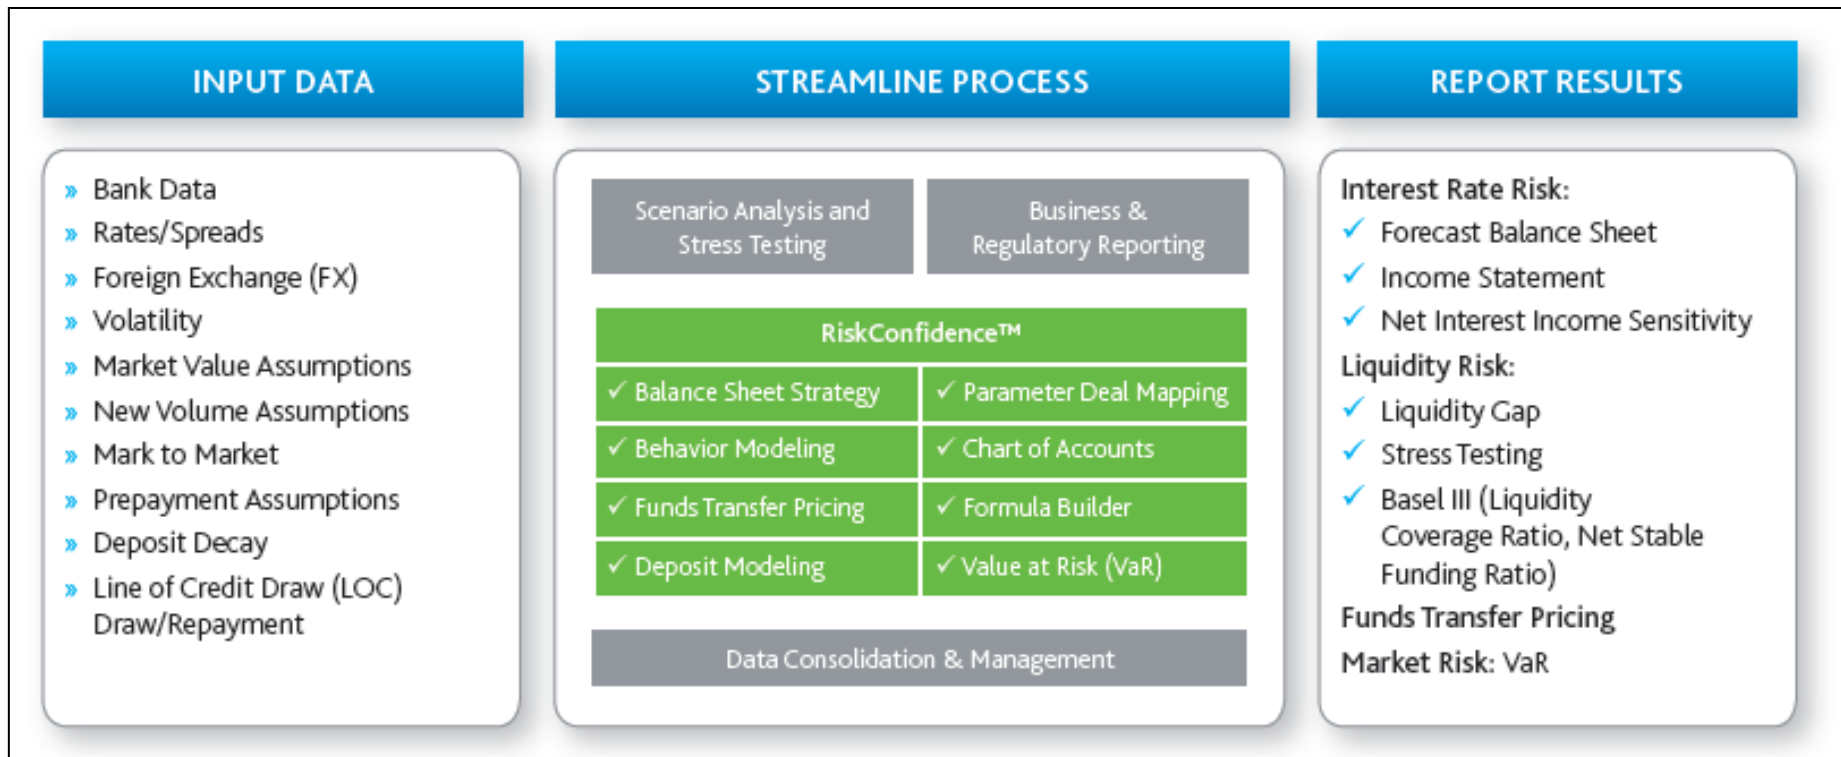 INPUT DATA
» Bank Data
» Rates/Spreads
» Foreign Exchange (FX)
» Volatility
» Market Value Assumptions
» New Volume Assumptions
» Mark to Market
» Prepayment Assumptions
» Deposit Decay
» Line of Credit Draw (LOC)
Draw/Repayment
STREAMLINE PROCESS
Scenario Analysis and
Stress Testing
Business &
Regulatory Reporting
RiskConfidence™
✓ Balance Sheet Strategy
✓ Parameter Deal Mapping
✓ Behavior Modeling
✓ Chart of Accounts
✓ Funds Transfer Pricing
✓ Formula Builder
✓ Deposit Modeling
✓ Value at Risk (VaR)
Data Consolidation & Management
REPORT RESULTS
Interest Rate Risk:
✓ Forecast Balance Sheet
✓ Income Statement
✓ Net Interest Income Sensitivity
Liquidity Risk:
✓ Liquidity Gap
✓ Stress Testing
✓ Basel III (Liquidity
Coverage Ratio, Net Stable
Funding Ratio)
Funds Transfer Pricing
Market Risk: VaR